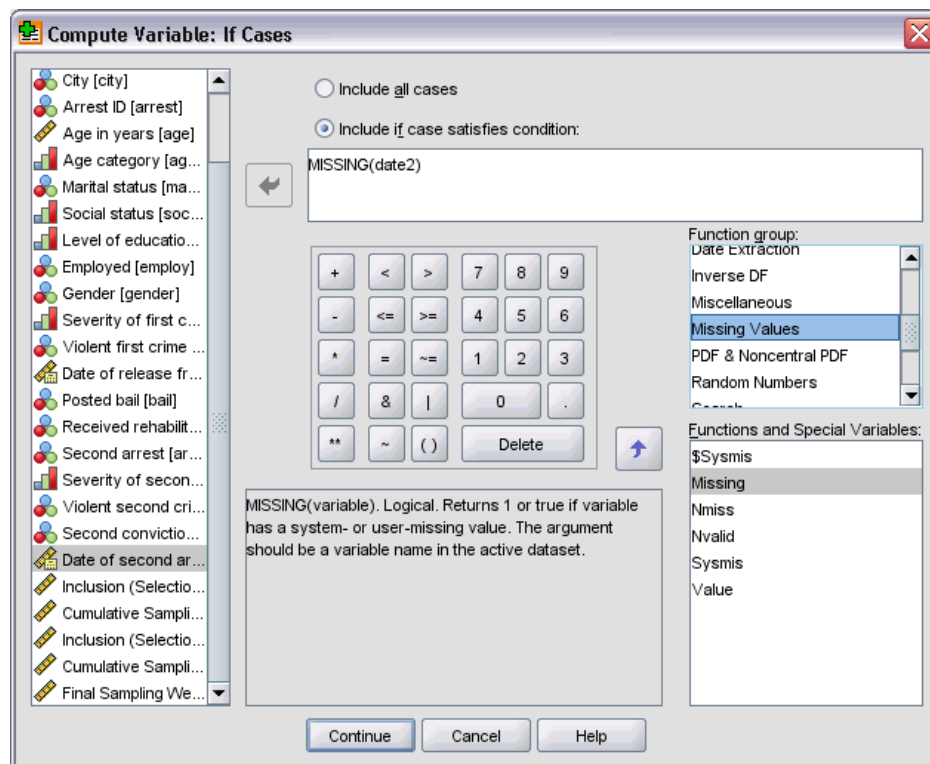 Compute Variable: If Cases
City [city]
Arrest ID [arrest]
Age in years [age]
Age category [ag...
Marital status [ma...
Social status [soc...
Level of educatio...
Employed [employ]
Gender [gender]
Severity of first c...
Violent first crime ...
Date of release fr...
Posted bail [bail]
Received rehabilit...
Second arrest [ar...
Severity of secon...
Violent second cri...
Second convictio...
Date of second ar...
Inclusion (Selectio...
Cumulative Sampli...
Inclusion (Selectio...
Cumulative Sampli...
Final Sampling We...
Include all cases
Include if case satisfies condition:
MISSING(date2)
+ < > 7 8 9
- <= >= 4 5 6
* = ~= 1 2 3
/ & | 0 .
** ~ ( ) Delete
MISSING(variable). Logical. Returns 1 or true if variable
has a system- or user-missing value. The argument
should be a variable name in the active dataset.
Function group:
Date Extraction
Inverse DF
Miscellaneous
Missing Values
PDF & Noncentral PDF
Random Numbers
Search
Functions and Special Variables:
$Sysmis
Missing
Nmiss
Nvalid
Sysmis
Value
Continue
Cancel
Help